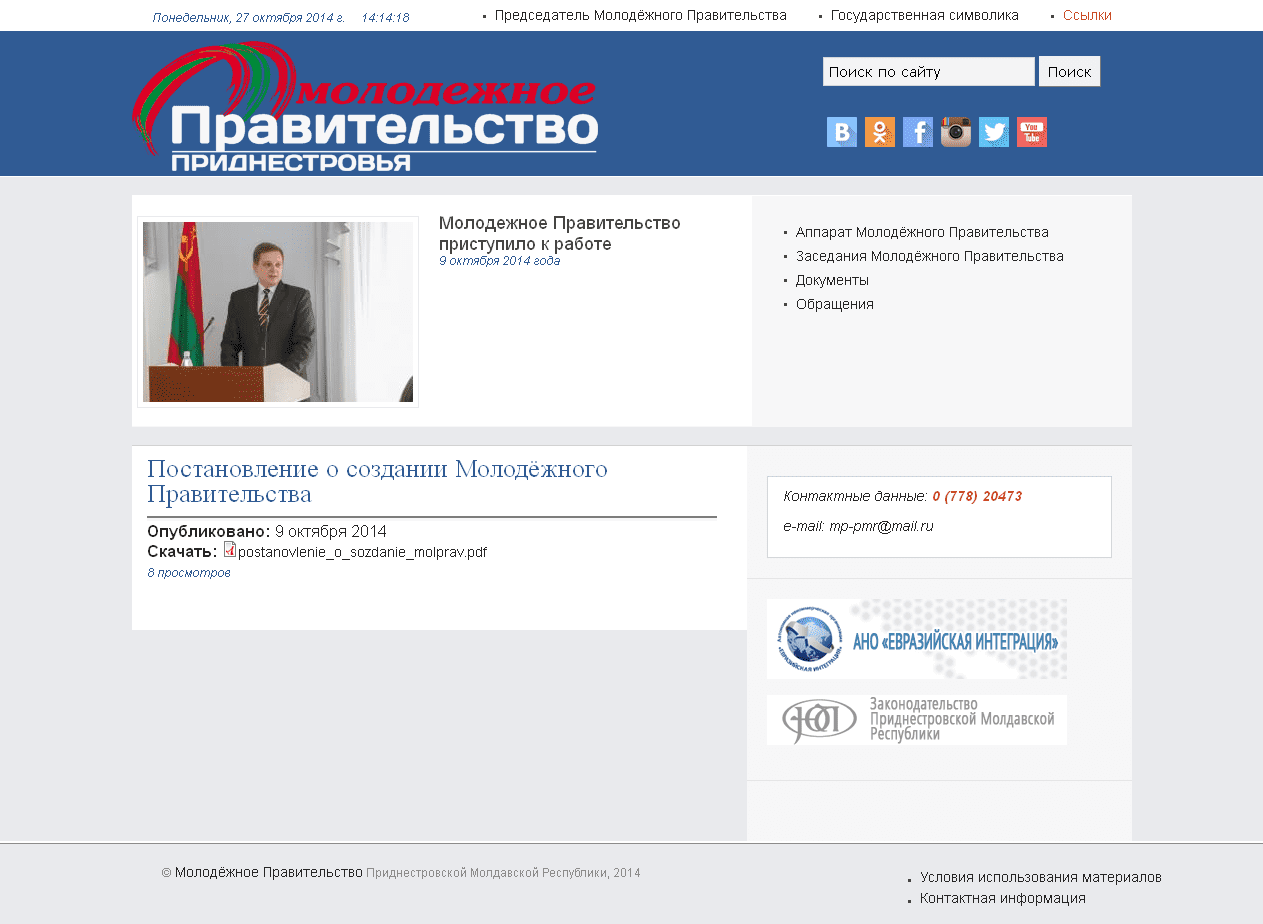 Понедельник, 27 октября 2014 г. 14:14:18
Председатель Молодёжного Правительства
Государственная символика
Ссылки
молодежное
Правительство
ПРИДНЕСТРОВЬЯ
Поиск по сайту
Поиск
B
f
You
Tube
Молодежное Правительство
приступило к работе
9 октября 2014 года
Аппарат Молодёжного Правительства
Заседания Молодёжного Правительства
Документы
Обращения
Постановление о создании Молодёжного
Правительства
Опубликовано: 9 октября 2014
Скачать: postanovlenie_o_sozdanie_molprav.pdf
8 просмотров
Контактные данные: 0 (778) 20473
e-mail: mp-pmr@mail.ru
«ЕВРАЗИЙСКАЯ ИНТЕГРАЦИЯ»
АНО «ЕВРАЗИЙСКАЯ ИНТЕГРАЦИЯ»
Законодательство
Приднестровской Молдавской
Республики
© Молодёжное Правительство Приднестровской Молдавской Республики, 2014
Условия использования материалов
Контактная информация